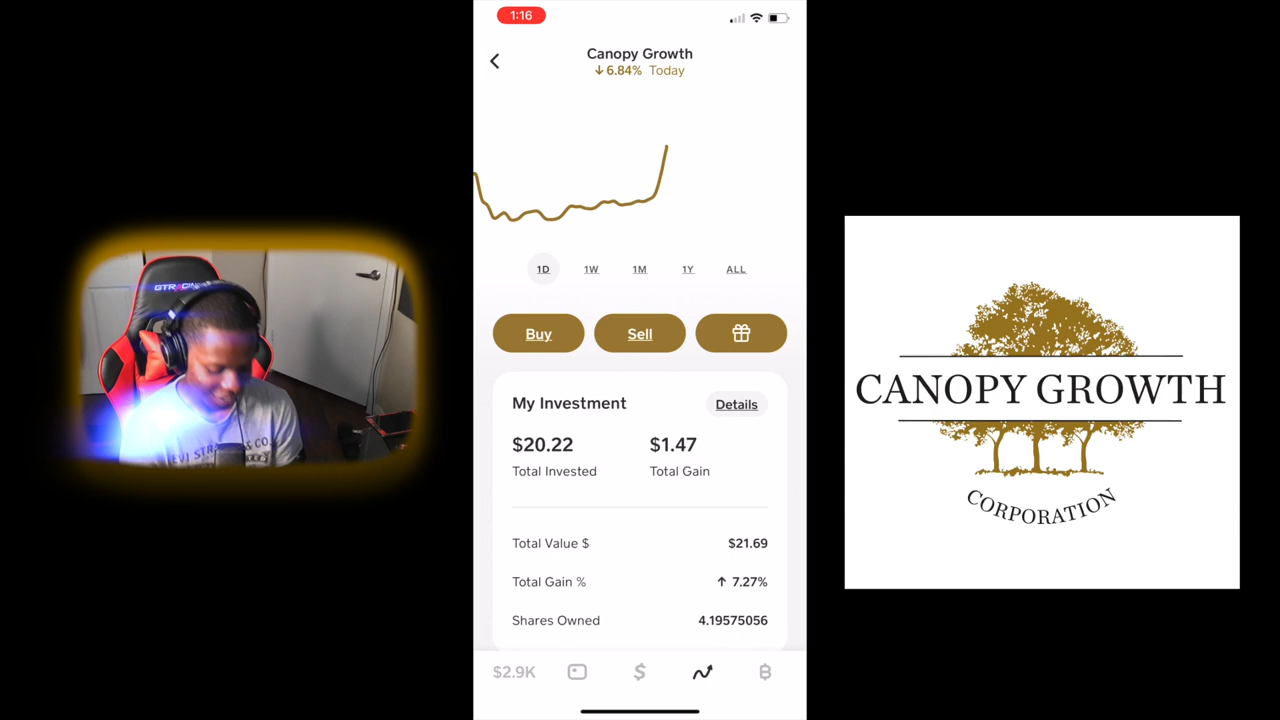 1:16
Canopy Growth
↓ 6.84% Today
1D 1W 1M 1Y ALL
Buy Sell
My Investment Details
$20.22 $1.47
Total Invested Total Gain
Total Value $ $21.69
Total Gain % ↑ 7.27%
Shares Owned 4.19575056
$2.9K $ ₿
GTRACING
CANOPY GROWTH
CORPORATION